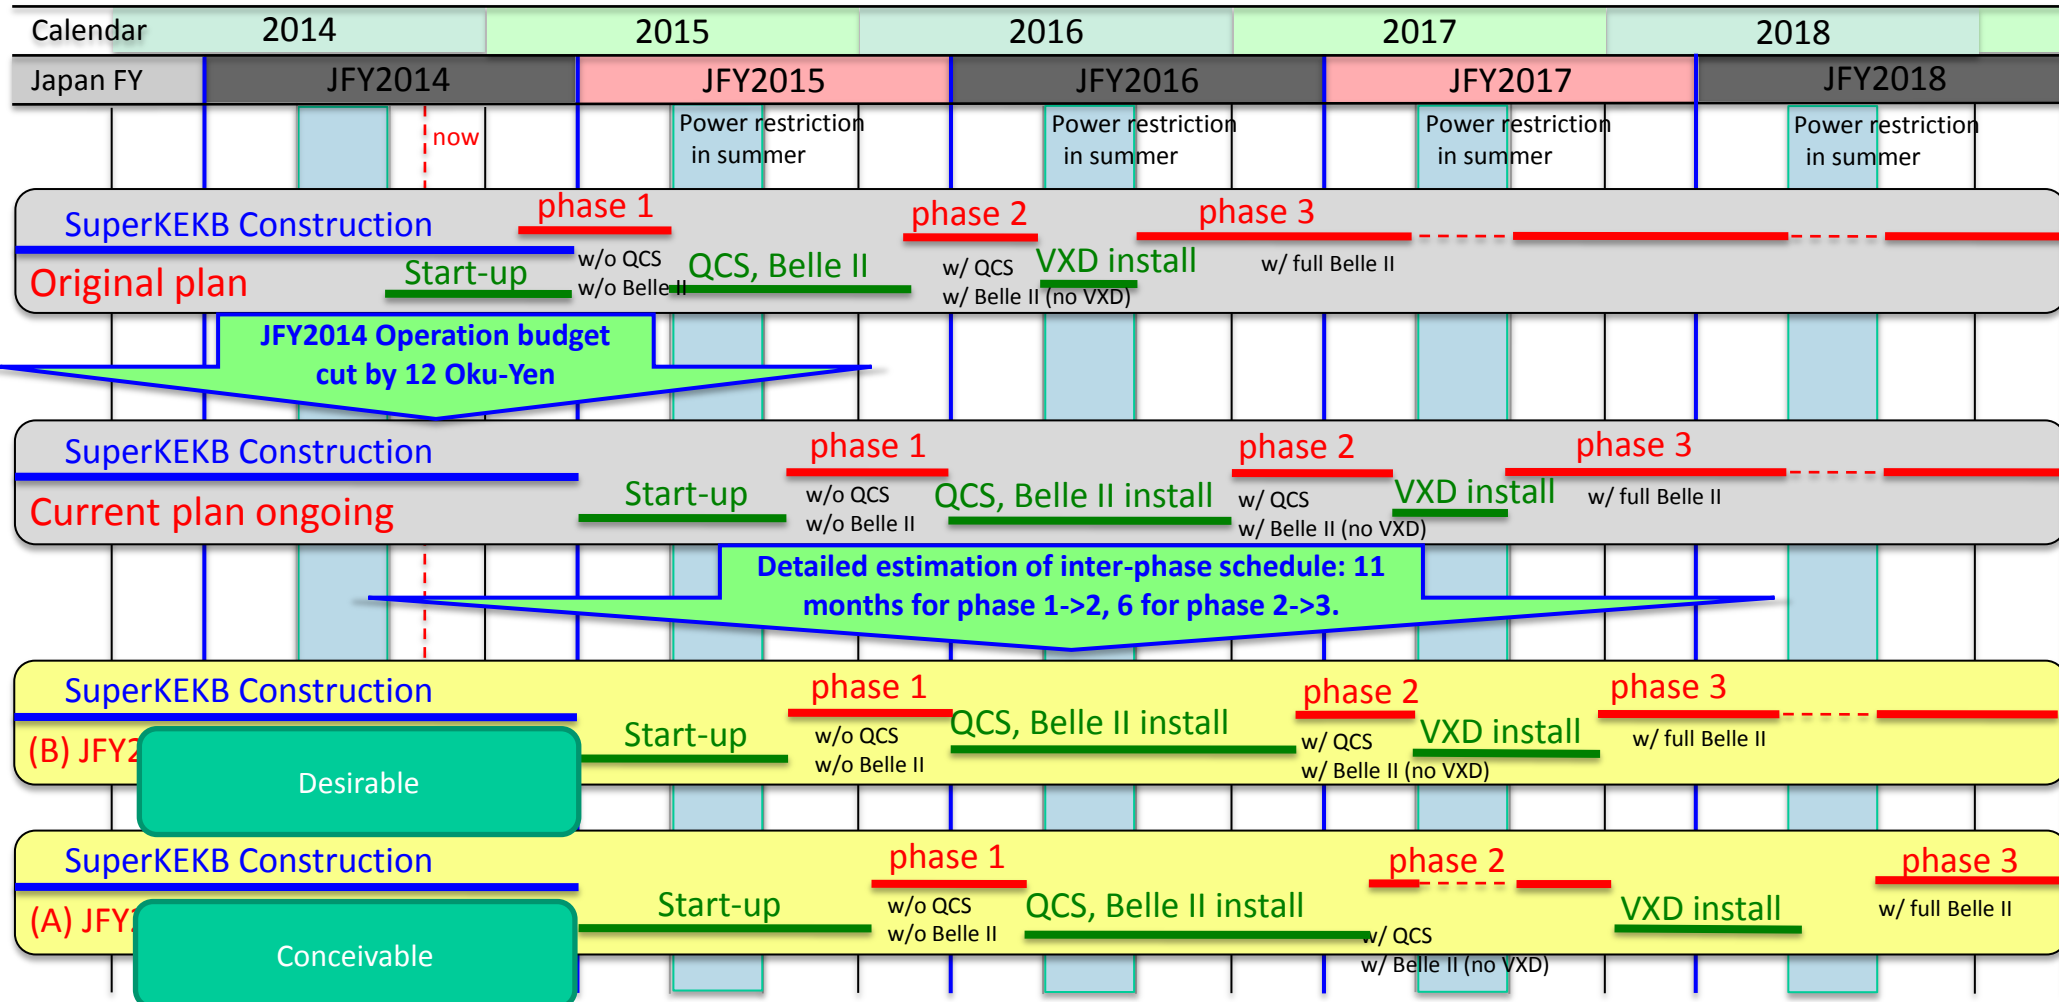 Calendar 2014 2015 2016 2017 2018
Japan FY JFY2014 JFY2015 JFY2016 JFY2017 JFY2018
now
Power restriction
in summer
Power restriction
in summer
Power restriction
in summer
Power restriction
in summer
SuperKEKB Construction
Original plan
Start-up
phase 1
w/o QCS
w/o Belle II
QCS, Belle II
phase 2
w/ QCS
w/ Belle II (no VXD)
VXD install
phase 3
w/ full Belle II
JFY2014 Operation budget
cut by 12 Oku-Yen
SuperKEKB Construction
Current plan ongoing
Start-up
phase 1
w/o QCS
w/o Belle II
QCS, Belle II install
phase 2
w/ QCS
w/ Belle II (no VXD)
VXD install
phase 3
w/ full Belle II
Detailed estimation of inter-phase schedule: 11
months for phase 1->2, 6 for phase 2->3.
SuperKEKB Construction
(B)
Desirable
Start-up
phase 1
w/o QCS
w/o Belle II
QCS, Belle II install
phase 2
w/ QCS
w/ Belle II (no VXD)
VXD install
phase 3
w/ full Belle II
SuperKEKB Construction
(A)
Conceivable
Start-up
phase 1
w/o QCS
w/o Belle II
QCS, Belle II install
phase 2
w/ QCS
w/ Belle II (no VXD)
VXD install
phase 3
w/ full Belle II